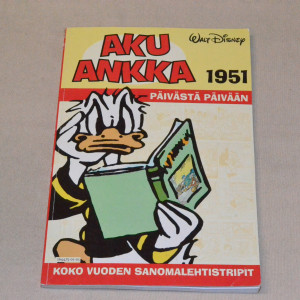 WALT DISNEY
AKU
ANKKA
1951
PÄIVÄSTÄ PÄIVÄÄN
KOKO VUODEN SANOMALEHTISTRIPIT